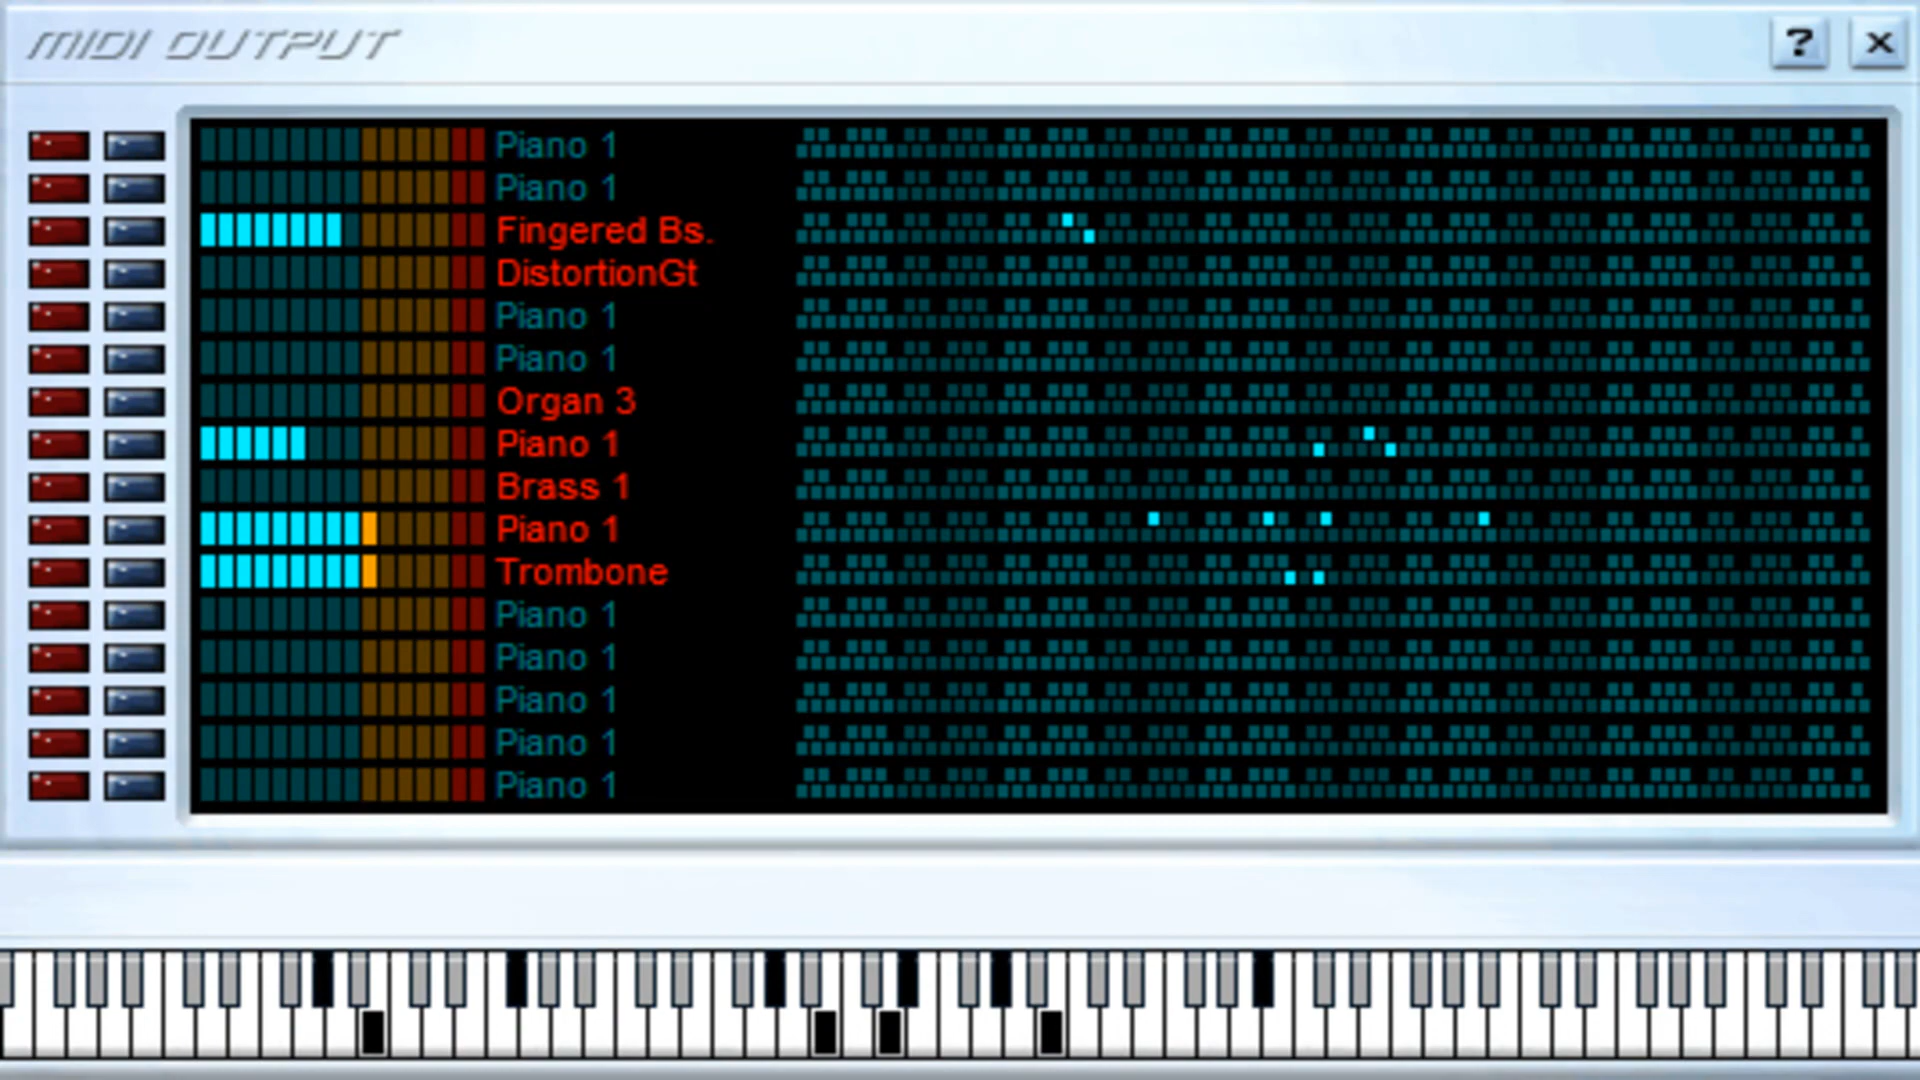 MIDI OUTPUT
?
X
Piano 1
Piano 1
Fingered Bs.
DistortionGt
Piano 1
Piano 1
Organ 3
Piano 1
Brass 1
Piano 1
Trombone
Piano 1
Piano 1
Piano 1
Piano 1
Piano 1